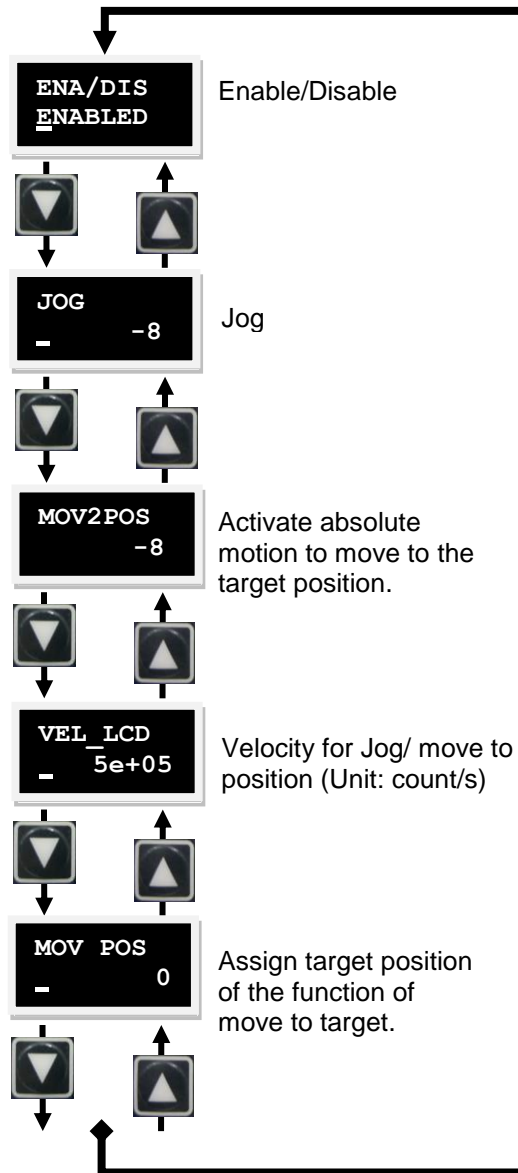 ENA/DIS
ENABLED
Enable/Disable
JOG
-8
Jog
MOV2POS
-8
Activate absolute
motion to move to the
target position.
VEL_LCD
5e+05
Velocity for Jog/ move to
position (Unit: count/s)
MOV POS
0
Assign target position
of the function of
move to target.